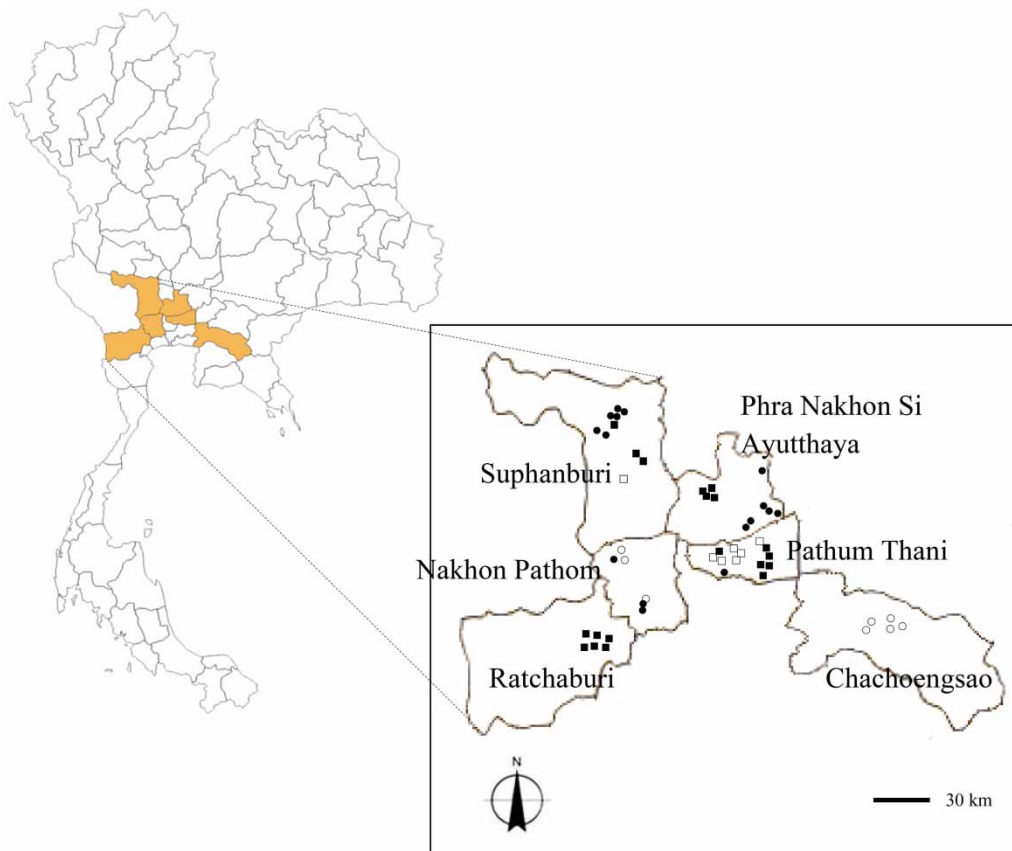 Phra Nakhon Si
Ayutthaya
Suphanburi
Pathum Thani
Nakhon Pathom
Ratchaburi
Chachoengsao
N
30 km